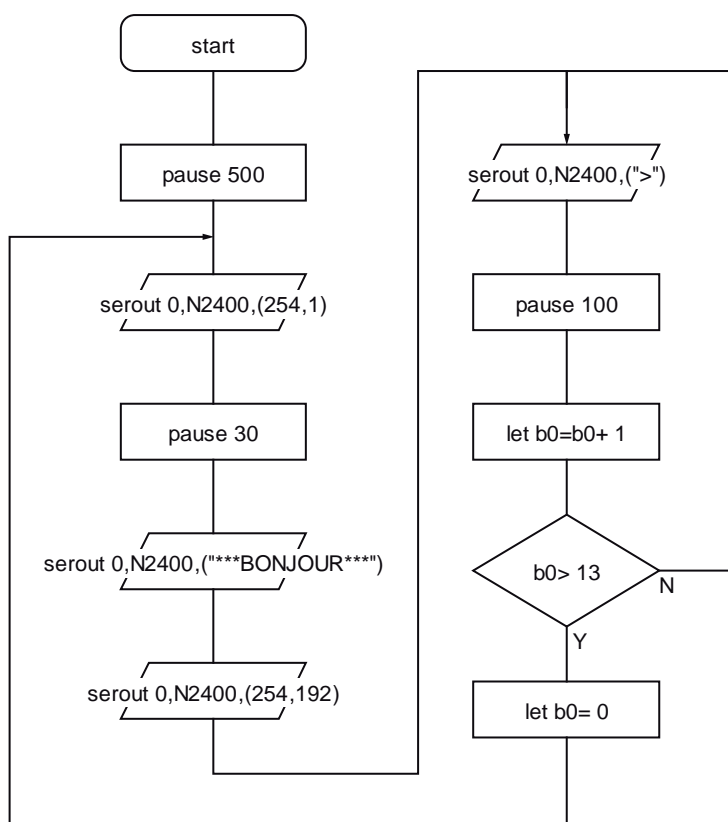 start
pause 500
serout 0,N2400,(254,1)
pause 30
serout 0,N2400,("***BONJOUR***")
serout 0,N2400,(254,192)
serout 0,N2400,(">")
pause 100
let b0=b0+ 1
b0> 13
N
Y
let b0= 0